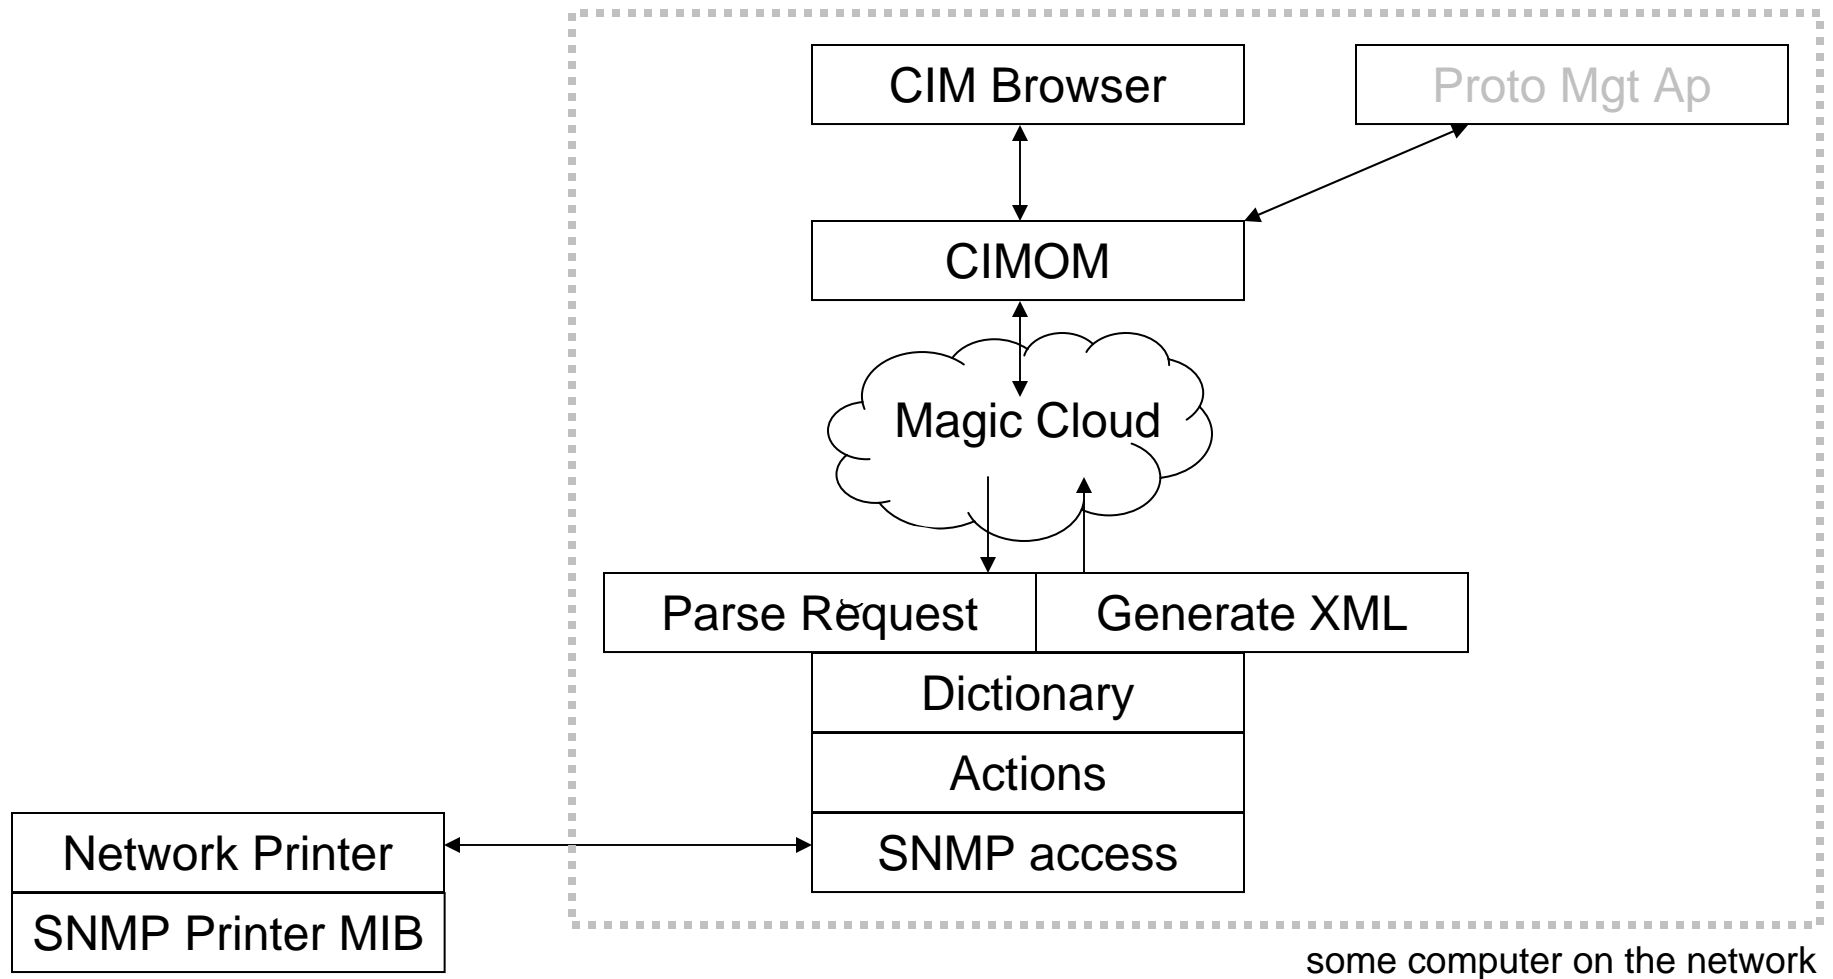 CIM Browser
Proto Mgt Ap
CIMOM
Magic Cloud
Parse Request
Generate XML
Dictionary
Actions
Network Printer
SNMP access
SNMP Printer MIB
some computer on the network